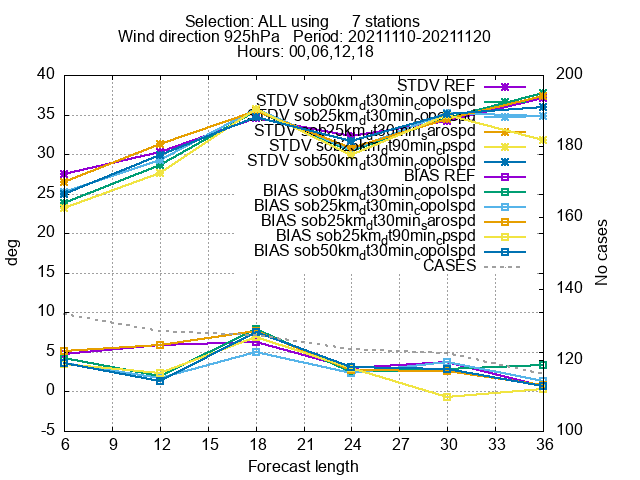 Selection: ALL using 7 stations
Wind direction 925hPa Period: 20211110-20211120
Hours: 00,06,12,18
40
35
30
25
20
15
10
5
0
-5
200
180
160
140
120
100
6 9 12 15 18 21 24 27 30 33 36
deg
No cases
Forecast length
STDV REF
STDV sob0km_dt30min_copolspd
STDV sob25km_dt30min_copolspd
STDV sob25km_dt30min_sarospd
STDV sob25km_dt90min_cpspd
STDV sob50km_dt30min_copolspd
BIAS REF
BIAS sob0km_dt30min_copolspd
BIAS sob25km_dt30min_copolspd
BIAS sob25km_dt30min_sarospd
BIAS sob25km_dt90min_cpspd
BIAS sob50km_dt30min_copolspd
CASES